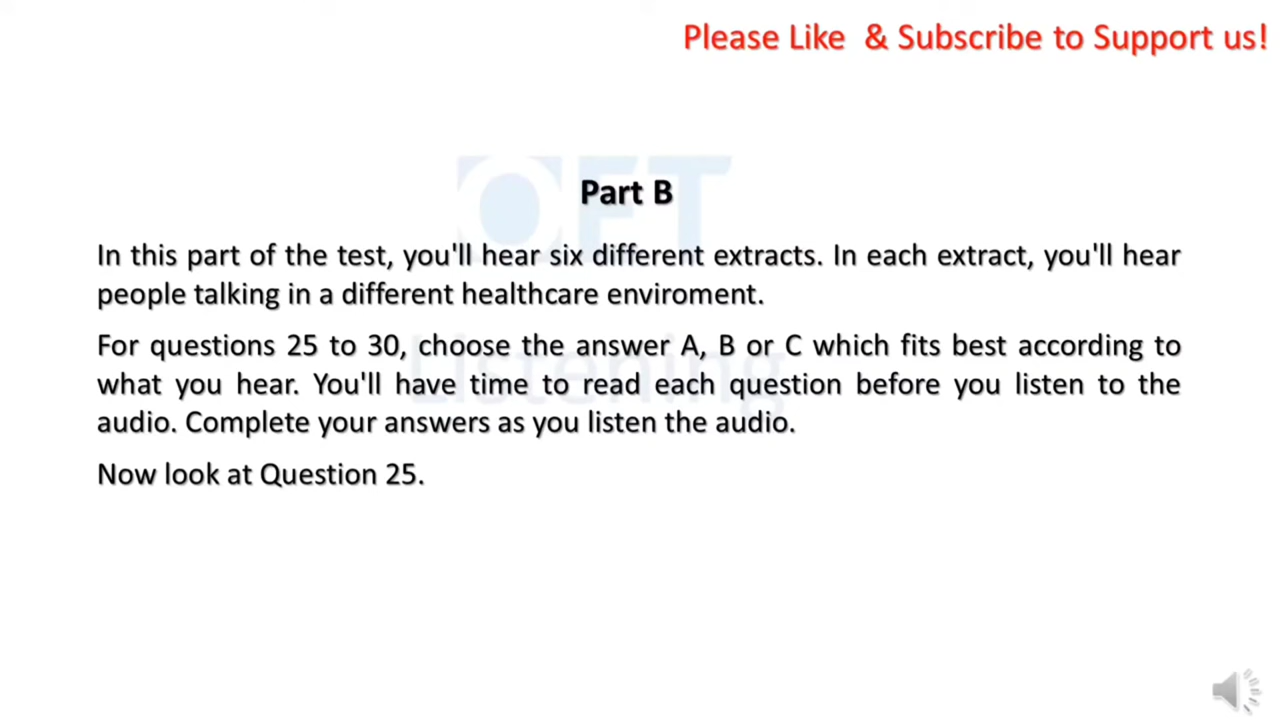 Please Like & Subscribe to Support us!
OET
Part B
In this part of the test, you'll hear six different extracts. In each extract, you'll hear
people talking in a different healthcare enviroment.
For questions 25 to 30, choose the answer A, B or C which fits best according to
Listening
what you hear. You'll have time to read each question before you listen to the
audio. Complete your answers as you listen the audio.
Now look at Question 25.